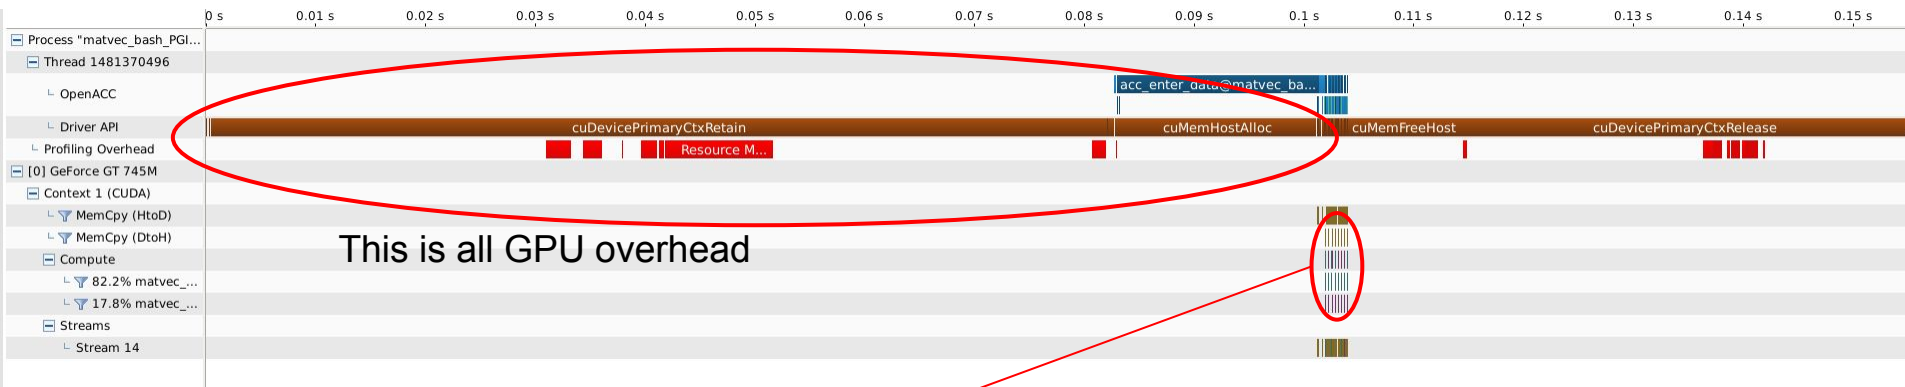 0 s 0.01 s 0.02 s 0.03 s 0.04 s 0.05 s 0.06 s 0.07 s 0.08 s 0.09 s 0.1 s 0.11 s 0.12 s 0.13 s 0.14 s 0.15 s
Process "matvec_bash_PGI...
Thread 1481370496
OpenACC
acc_enter_data@matvec_ba...
Driver API
cuDevicePrimaryCtxRetain cuMemHostAlloc cuMemFreeHost cuDevicePrimaryCtxRelease
Profiling Overhead
Resource M...
[0] GeForce GT 745M
Context 1 (CUDA)
MemCpy (HtoD)
MemCpy (DtoH)
This is all GPU overhead
Compute
82.2% matvec_...
17.8% matvec_...
Streams
Stream 14